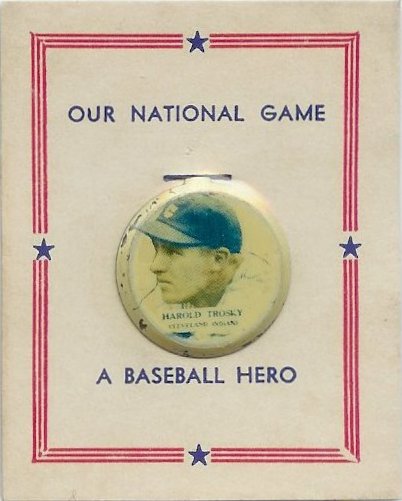 OUR NATIONAL GAME
HAROLD TROSKY
CLEVELAND INDIANS
A BASEBALL HERO